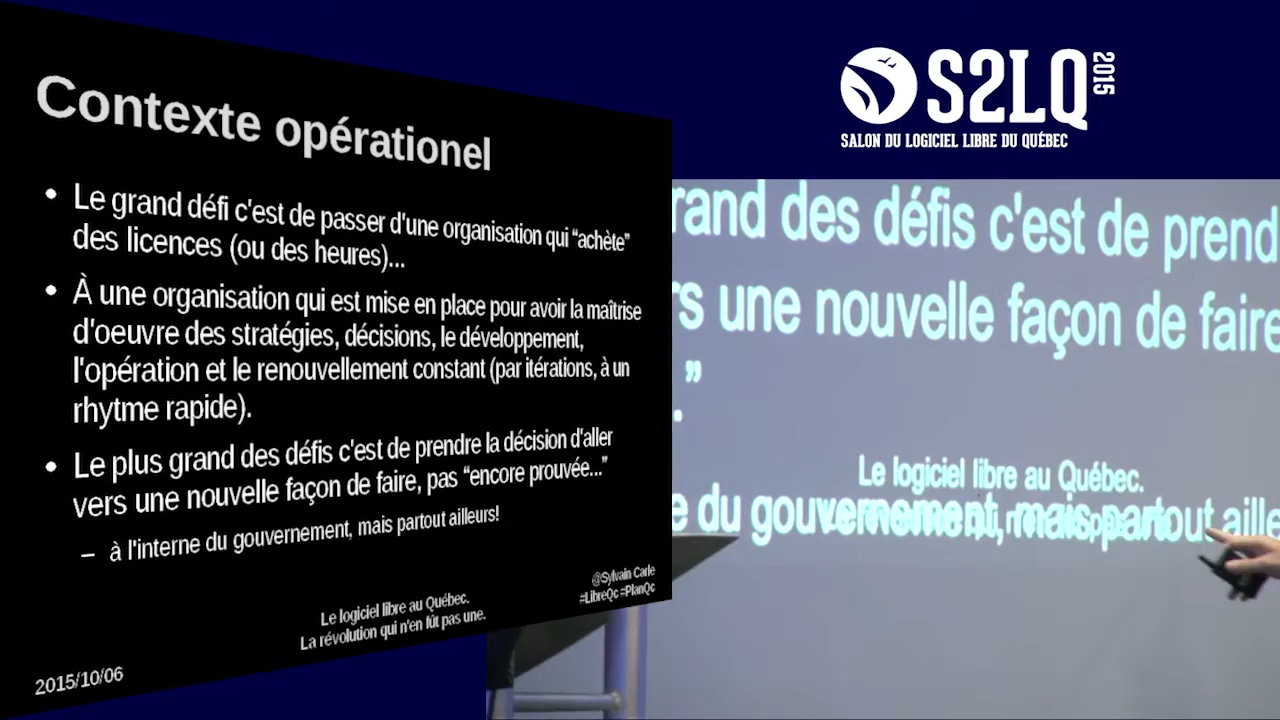 Contexte opérationel
• Le grand défi c'est de passer d'une organisation qui “achète”
des licences (ou des heures)...
• À une organisation qui est mise en place pour avoir la maîtrise
d'oeuvre des stratégies, décisions, le développement,
l'opération et le renouvellement constant (par itérations, à un
rhytme rapide).
• Le plus grand des défis c'est de prendre la décision d'aller
vers une nouvelle façon de faire, pas “encore prouvée...”
– à l'interne du gouvernement, mais partout ailleurs!
@Sylvain Carle
#LibreQc #PlanQc
Le logiciel libre au Québec.
La révolution qui n'en fût pas une.
2015/10/06
S2LQ 2015
SALON DU LOGICIEL LIBRE DU QUÉBEC
rand des défis c'est de prend
rs une nouvelle façon de faire
.”
Le logiciel libre au Québec.
e du gouvernement, mais partout aille